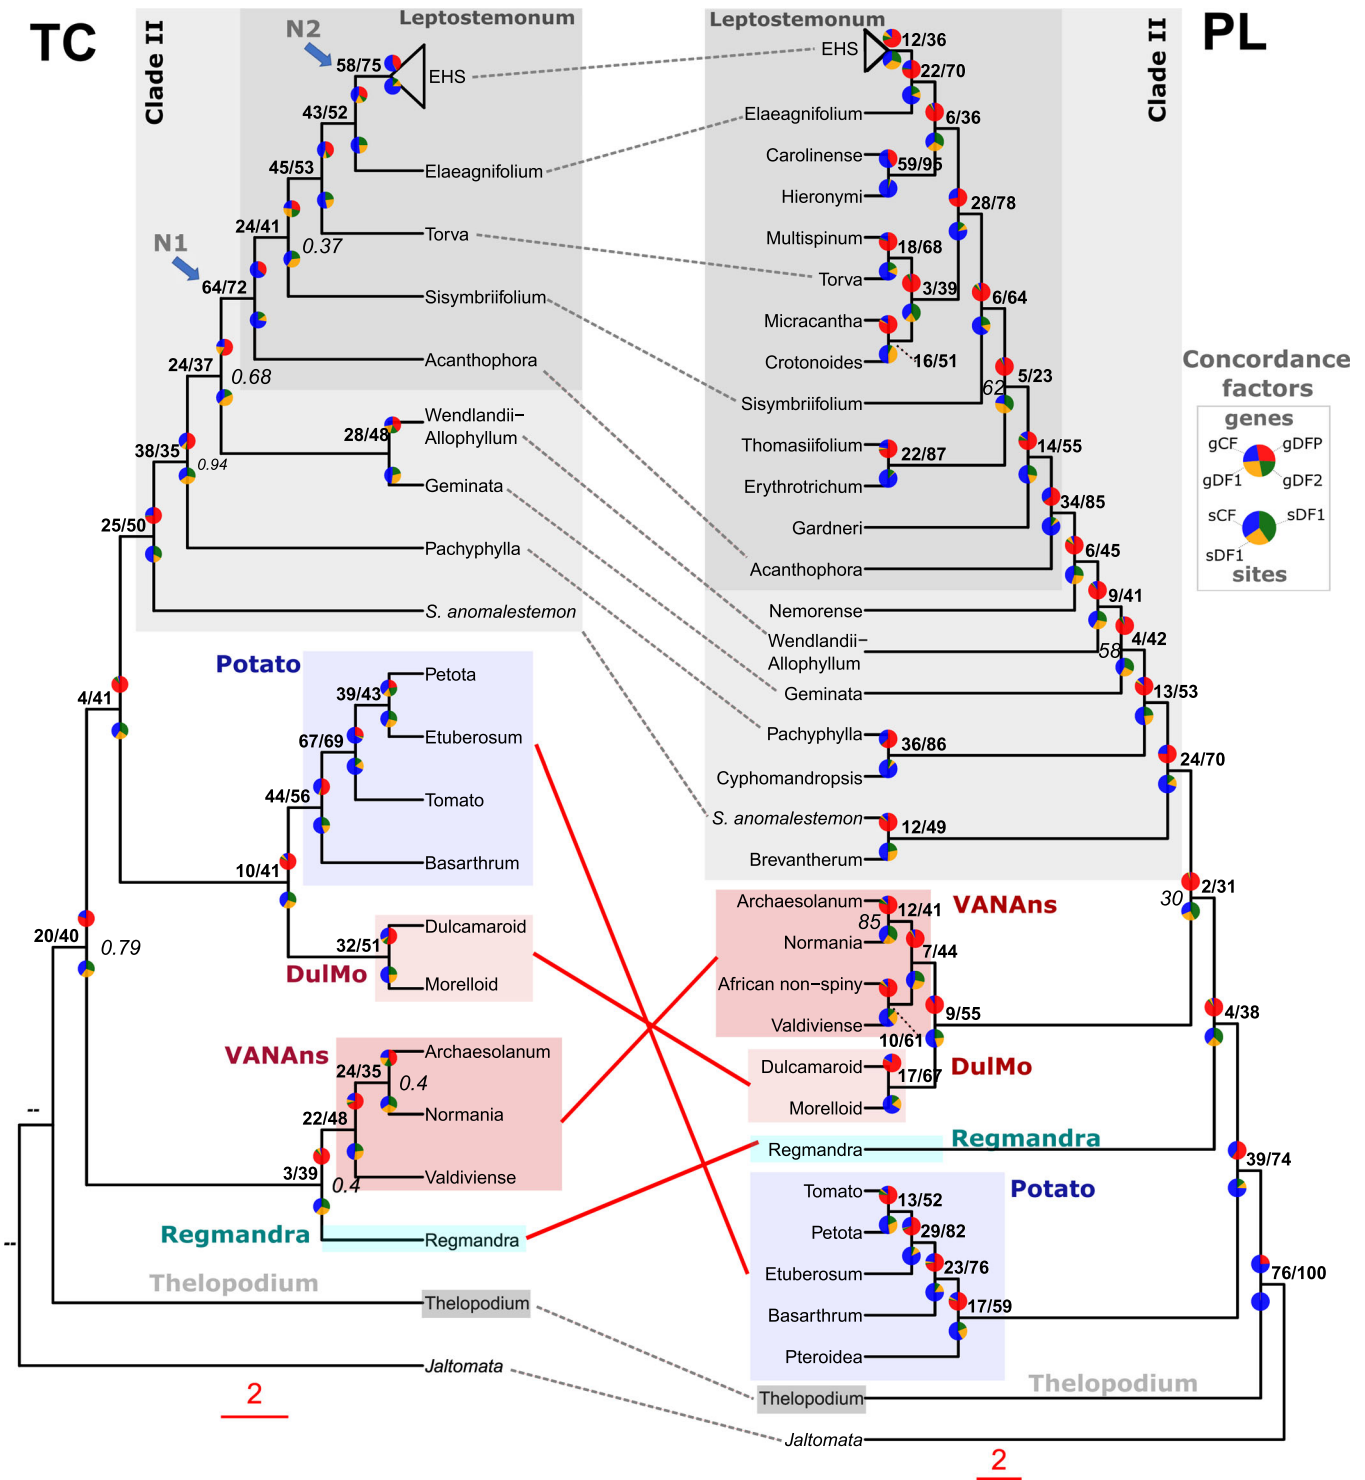 TC
Clade II
Leptostemonum
N2
58/75
EHS
43/52
Elaeagnifolium
45/53
Torva
24/41
0.37
N1
Sisymbriifolium
64/72
Acanthophora
24/37
0.68
Wendlandii–
Allophyllum
28/48
38/35
0.94
Geminata
25/50
Pachyphylla
S. anomalestemon
Potato
Petota
39/43
Etuberosum
4/41
67/69
Tomato
44/56
Basarthrum
10/41
Dulcamaroid
32/51
DulMo
Morelloid
20/40
0.79
VANAns
Archaesolanum
24/35
0.4
Normania
22/48
Valdiviense
3/39
0.4
Regmandra
Regmandra
Thelopodium
Thelopodium
Jaltomata
--
--
2
PL
Clade II
Leptostemonum
EHS
12/36
22/70
Elaeagnifolium
6/36
Carolinense
59/95
Hieronymi
28/78
Multispinum
18/68
Torva
3/39
6/64
Micracantha
Crotonoides
16/51
5/23
62
Sisymbriifolium
Thomasiifolium
14/55
22/87
Erythrotrichum
34/85
Gardneri
6/45
Acanthophora
9/41
Nemorense
4/42
Wendlandii–
Allophyllum
58
Geminata
13/53
Pachyphylla
36/86
24/70
Cyphomandropsis
S. anomalestemon
12/49
Brevantherum
2/31
30
Archaesolanum
12/41
VANAns
85
Normania
7/44
African non–spiny
9/55
4/38
Valdiviense
10/61
Dulcamaroid
DulMo
17/67
Morelloid
Regmandra
Regmandra
39/74
Tomato
13/52
Potato
Petota
29/82
Etuberosum
23/76
76/100
Basarthrum
17/59
Pteroidea
Thelopodium
Thelopodium
Jaltomata
2
Concordance
factors
genes
gCF
gDFP
gDF1
gDF2
sCF
sDF1
sDF1
sites